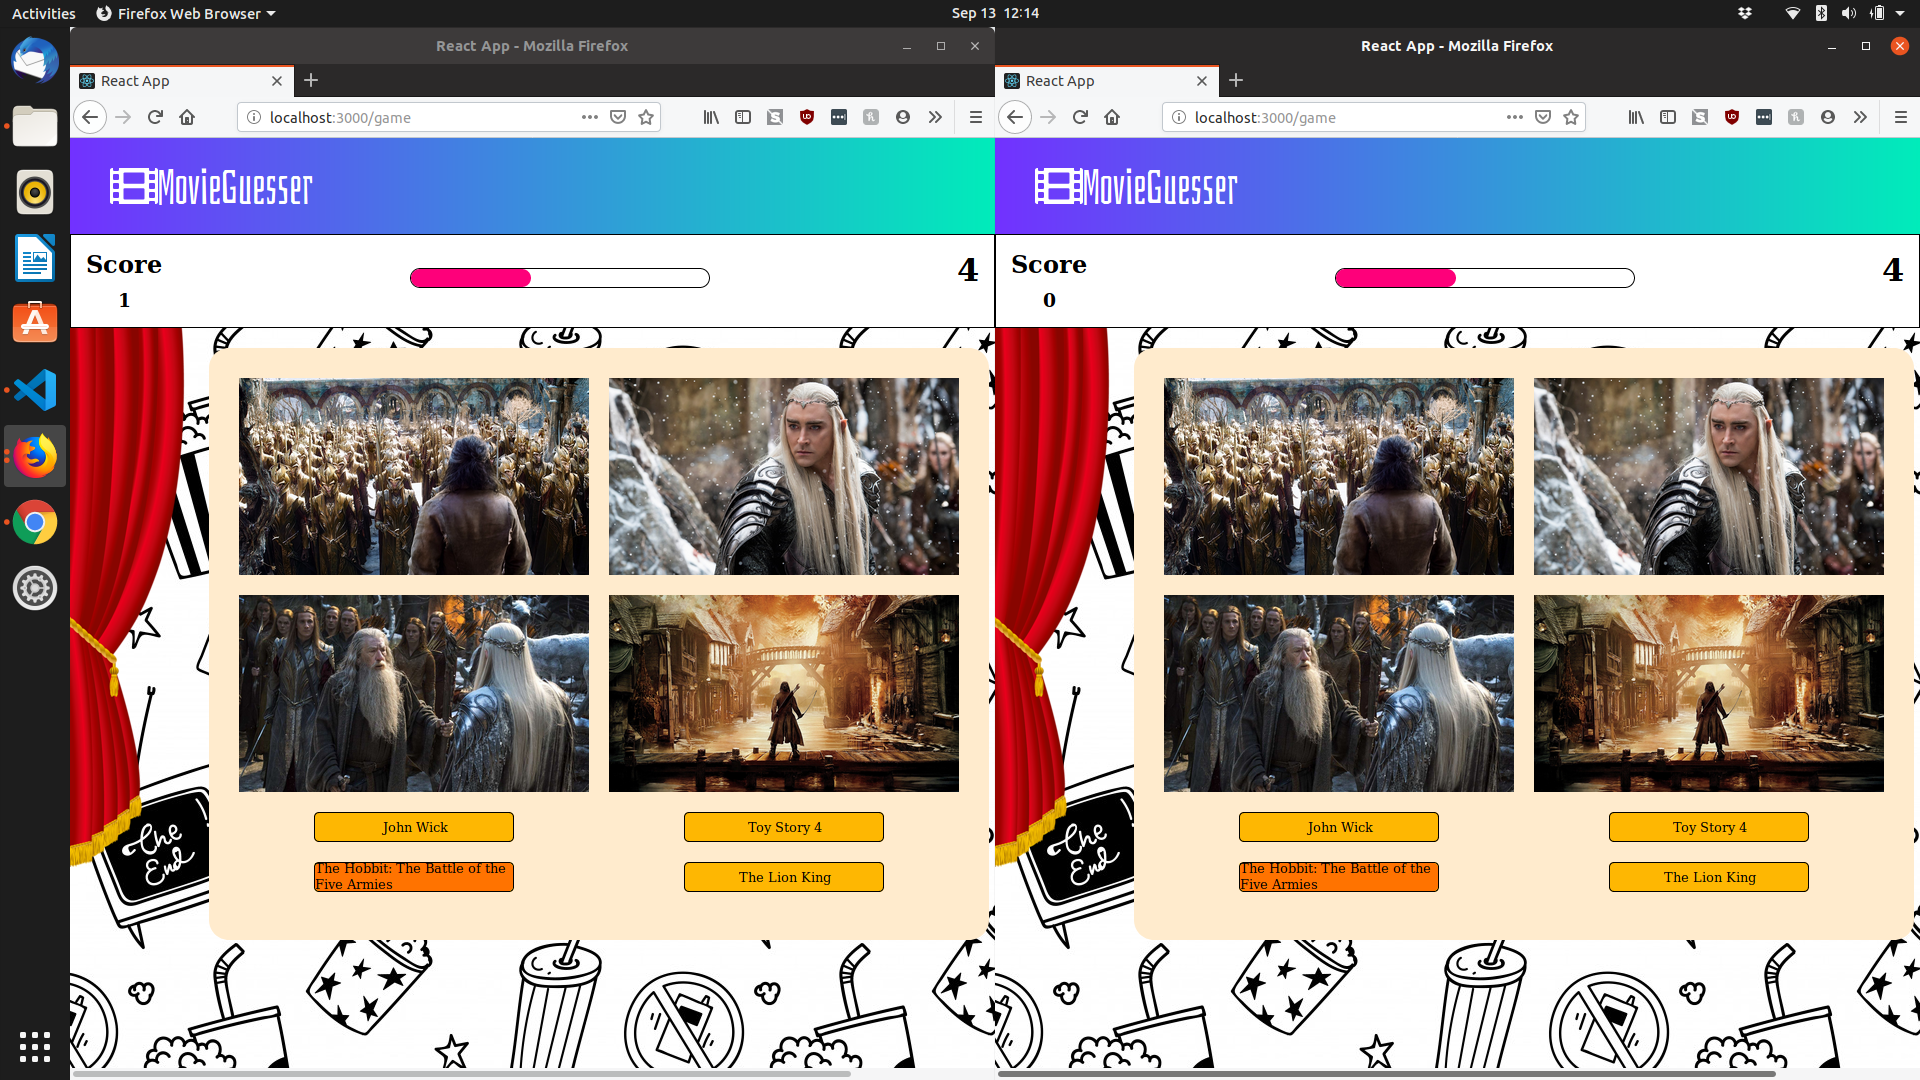 Activities
Firefox Web Browser
Sep 13 12:14
React App - Mozilla Firefox
React App
localhost:3000/game
MovieGuesser
Score
1
4
The End
John Wick
Toy Story 4
The Hobbit: The Battle of the
Five Armies
The Lion King
React App - Mozilla Firefox
React App
localhost:3000/game
MovieGuesser
Score
0
4
The End
John Wick
Toy Story 4
The Hobbit: The Battle of the
Five Armies
The Lion King